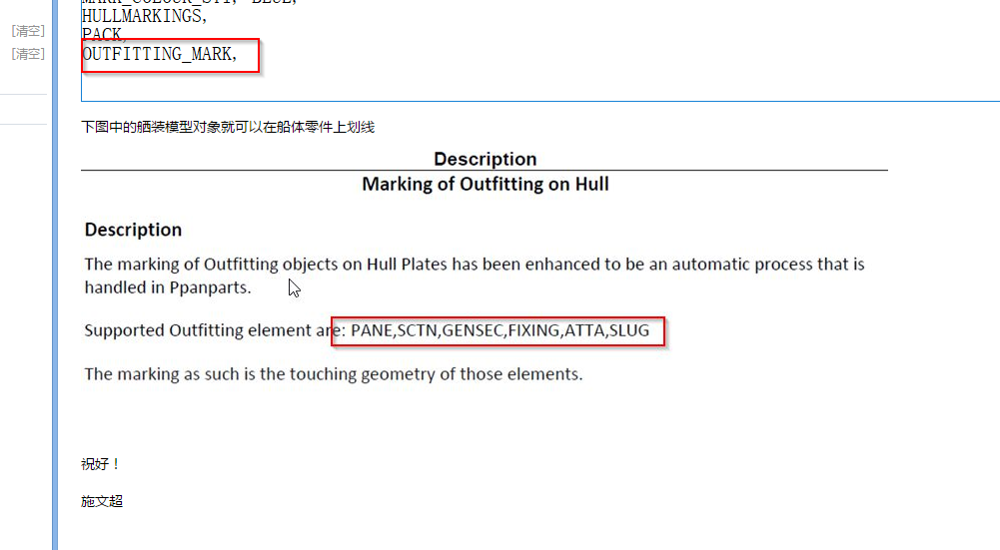 HULLMARKINGS,
[清空]
PACK,
[清空]
OUTFITTING_MARK,
下图中的舾装模型对象就可以在船体零件上划线
Description
Marking of Outfitting on Hull
Description
The marking of Outfitting objects on Hull Plates has been enhanced to be an automatic process that is
handled in Ppanparts.
Supported Outfitting element are: PANE,SCTN,GENSEC,FIXING,ATTA,SLUG
The marking as such is the touching geometry of those elements.
祝好！
施文超